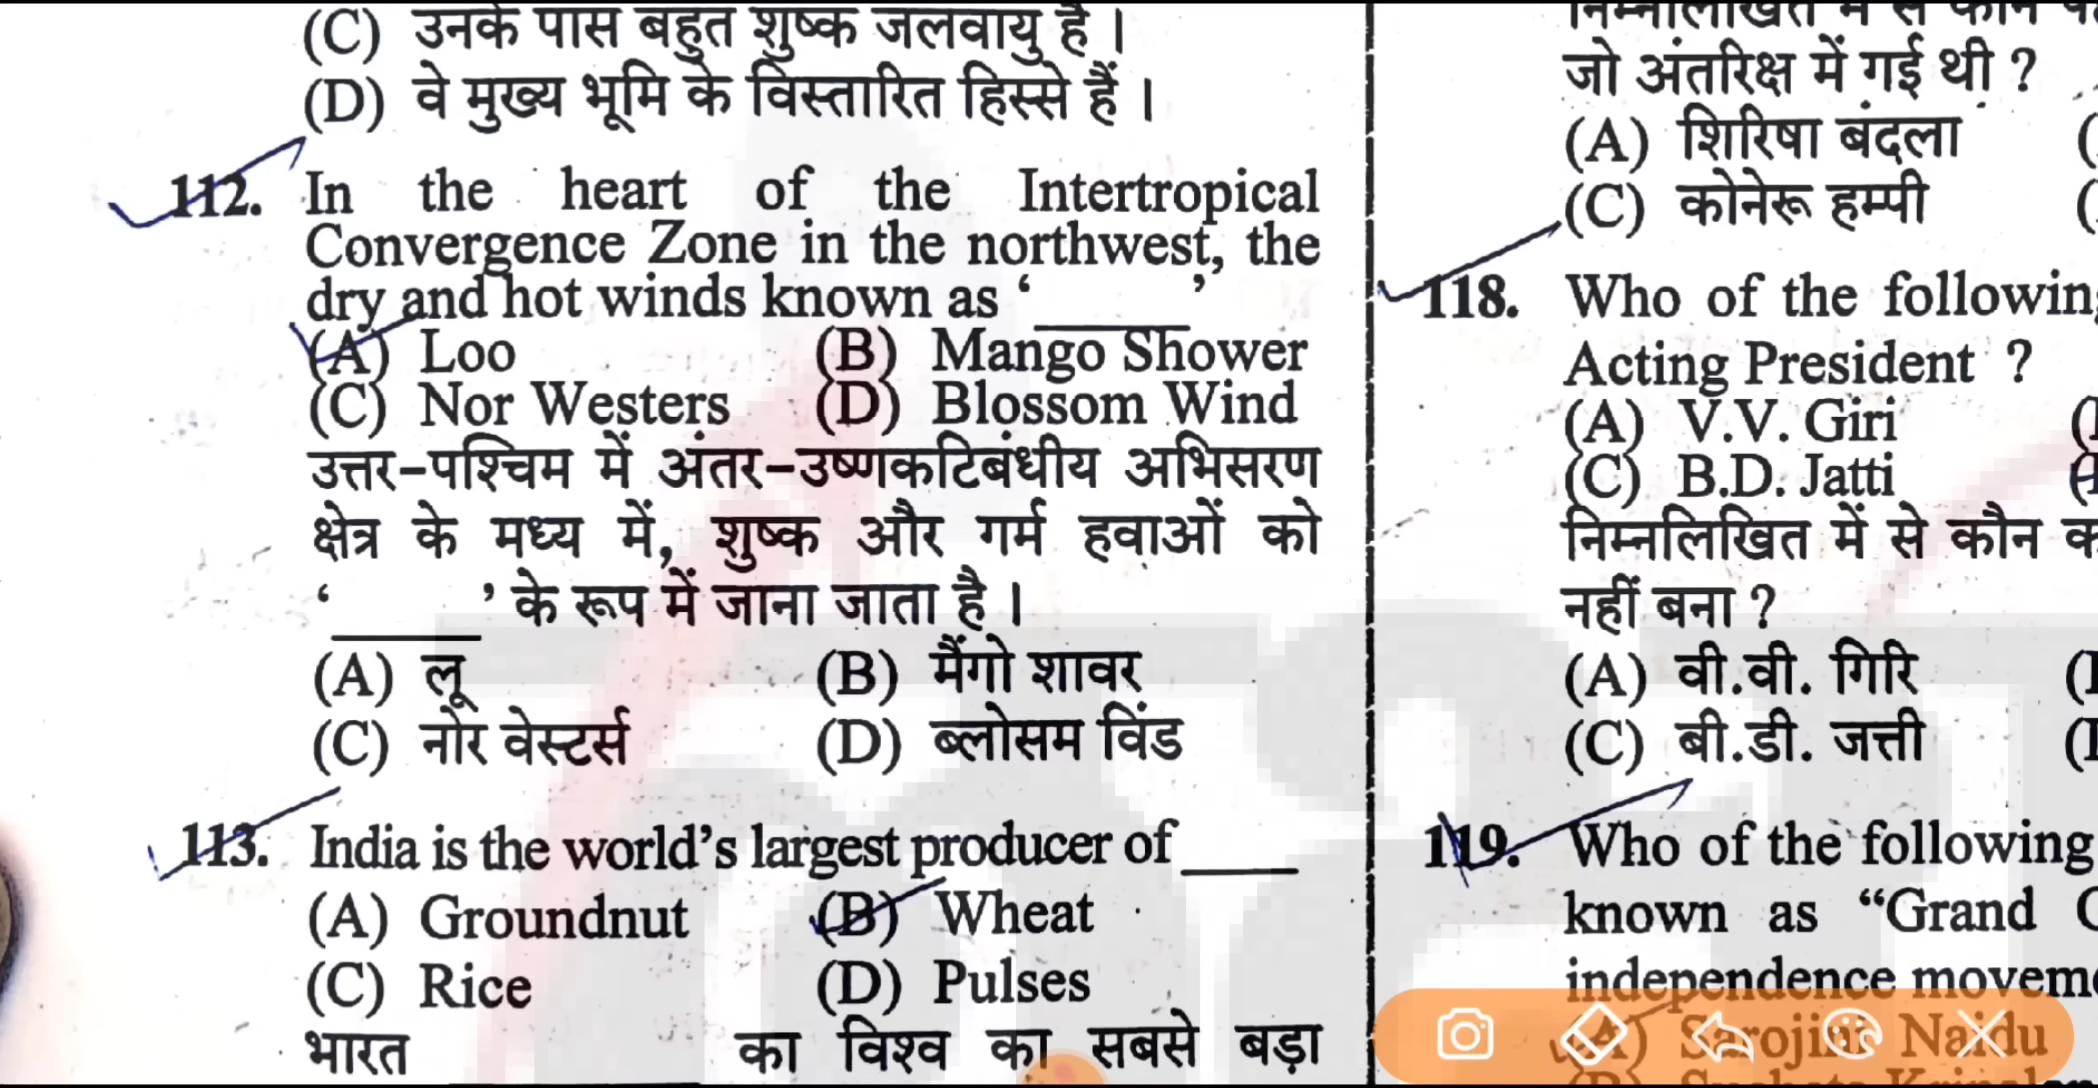 (C) उनके पास बहुत शुष्क जलवायु है ।
(D) वे मुख्य भूमि के विस्तारित हिस्से हैं ।
112. In the heart of the Intertropical
Convergence Zone in the northwest, the
dry and hot winds known as ‘______’
(A) Loo (B) Mango Shower
(C) Nor Westers (D) Blossom Wind
उत्तर-पश्चिम में अंतर-उष्णकटिबंधीय अभिसरण
क्षेत्र के मध्य में, शुष्क और गर्म हवाओं को
‘______’ के रूप में जाना जाता है ।
(A) लू (B) मैंगो शावर
(C) नोर वेस्टर्स (D) ब्लोसम विंड
113. India is the world’s largest producer of ____
(A) Groundnut (B) Wheat
(C) Rice (D) Pulses
भारत ______ का विश्व का सबसे बड़ा
निम्नलिखित में से कौन
जो अंतरिक्ष में गई थी ?
(A) शिरिषा बंदला
(C) कोनेरू हम्पी
118. Who of the following
Acting President ?
(A) V.V. Giri
(C) B.D. Jatti
निम्नलिखित में से कौन
नहीं बना ?
(A) वी.वी. गिरि
(C) बी.डी. जत्ती
119. Who of the following
known as “Grand
independence
(A) Sarojini Naidu